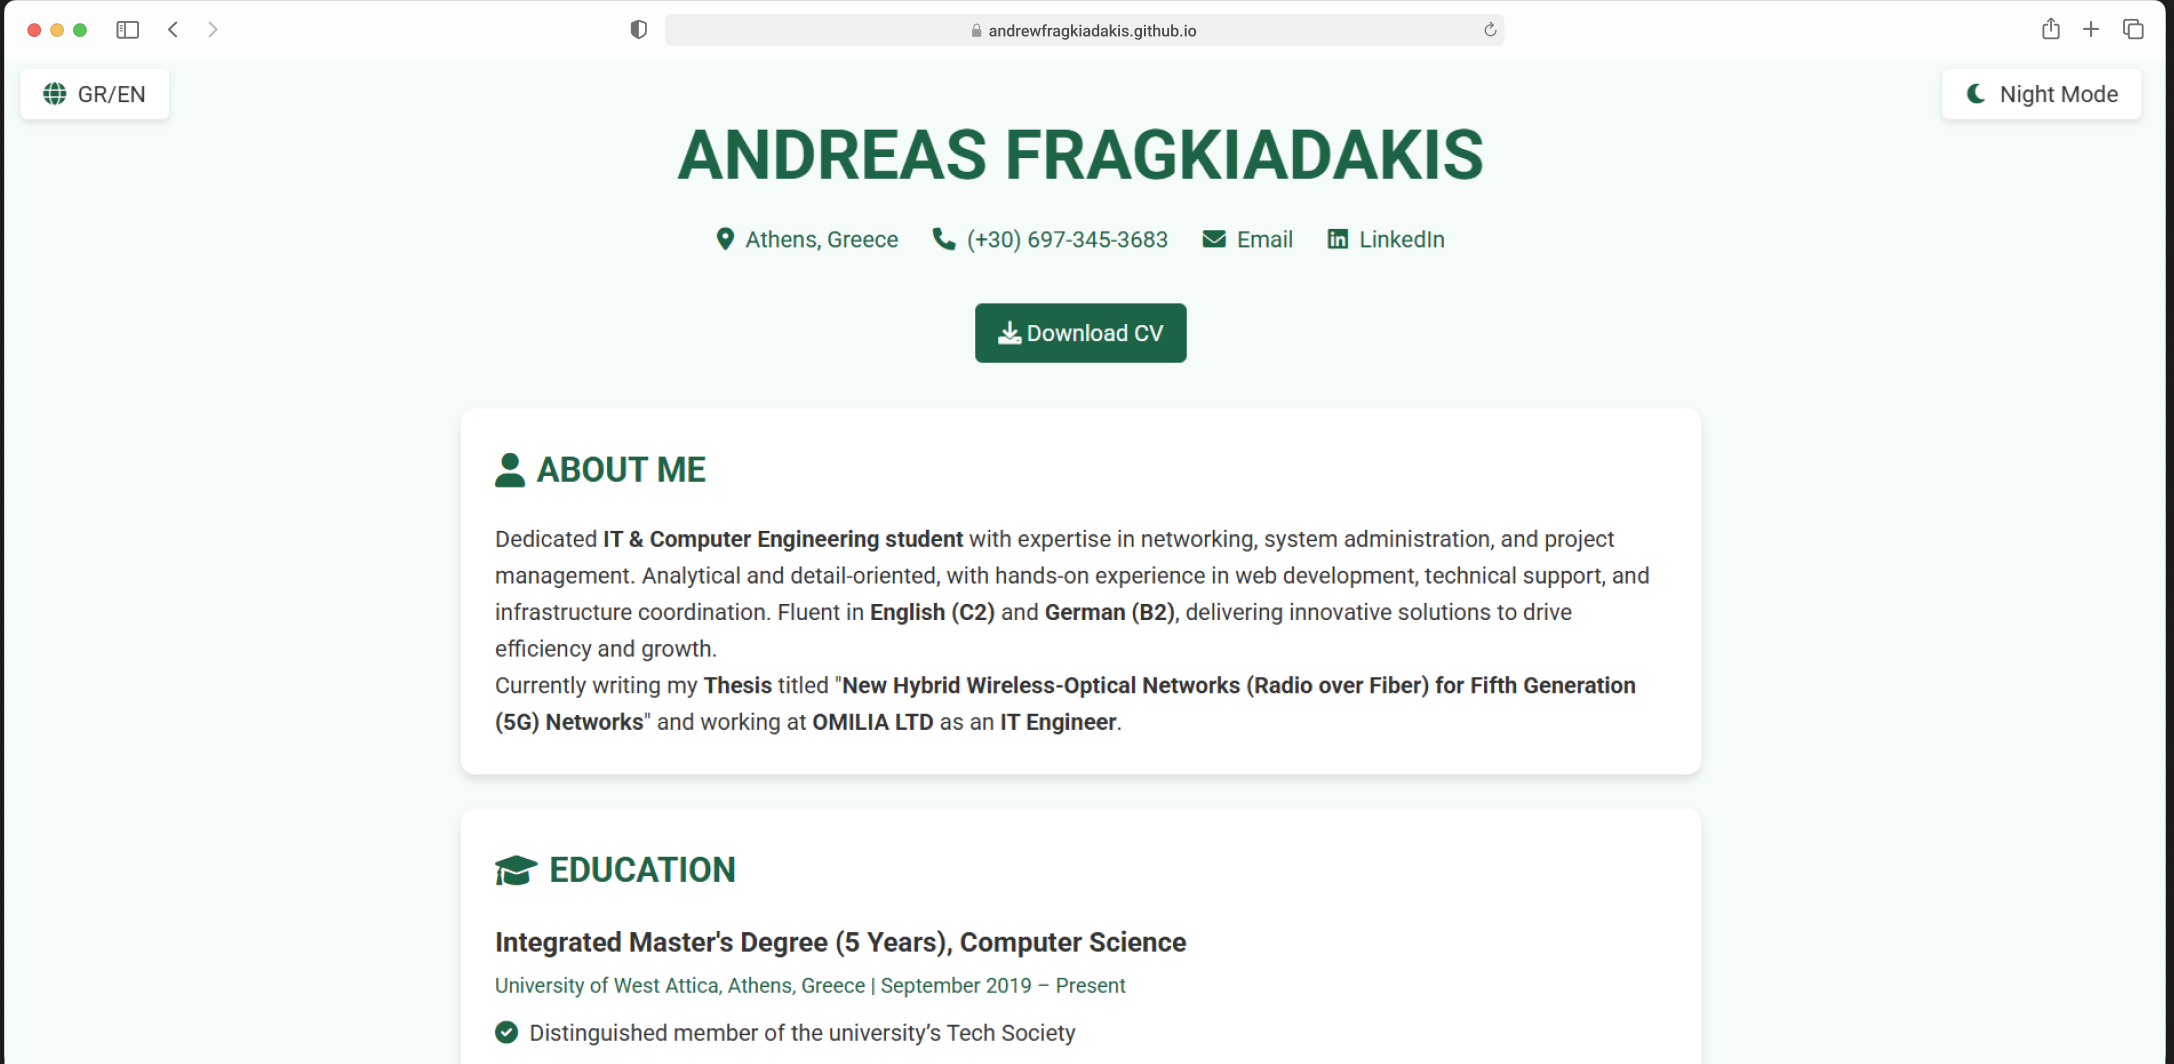 andrewfragkiadakis.github.io
GR/EN
Night Mode
ANDREAS FRAGKIADAKIS
Athens, Greece (+30) 697-345-3683 Email LinkedIn
Download CV
ABOUT ME
Dedicated IT & Computer Engineering student with expertise in networking, system administration, and project
management. Analytical and detail-oriented, with hands-on experience in web development, technical support, and
infrastructure coordination. Fluent in English (C2) and German (B2), delivering innovative solutions to drive
efficiency and growth.
Currently writing my Thesis titled "New Hybrid Wireless-Optical Networks (Radio over Fiber) for Fifth Generation
(5G) Networks" and working at OMILIA LTD as an IT Engineer.
EDUCATION
Integrated Master's Degree (5 Years), Computer Science
University of West Attica, Athens, Greece | September 2019 – Present
Distinguished member of the university’s Tech Society